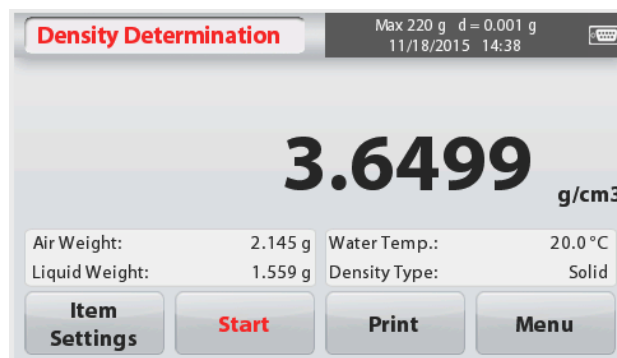 Density Determination
Max 220 g d = 0.001 g
11/18/2015 14:38
3.6499
g/cm3
Air Weight: 2.145 g Water Temp.: 20.0 °C
Liquid Weight: 1.559 g Density Type: Solid
Item
Settings
Start
Print
Menu